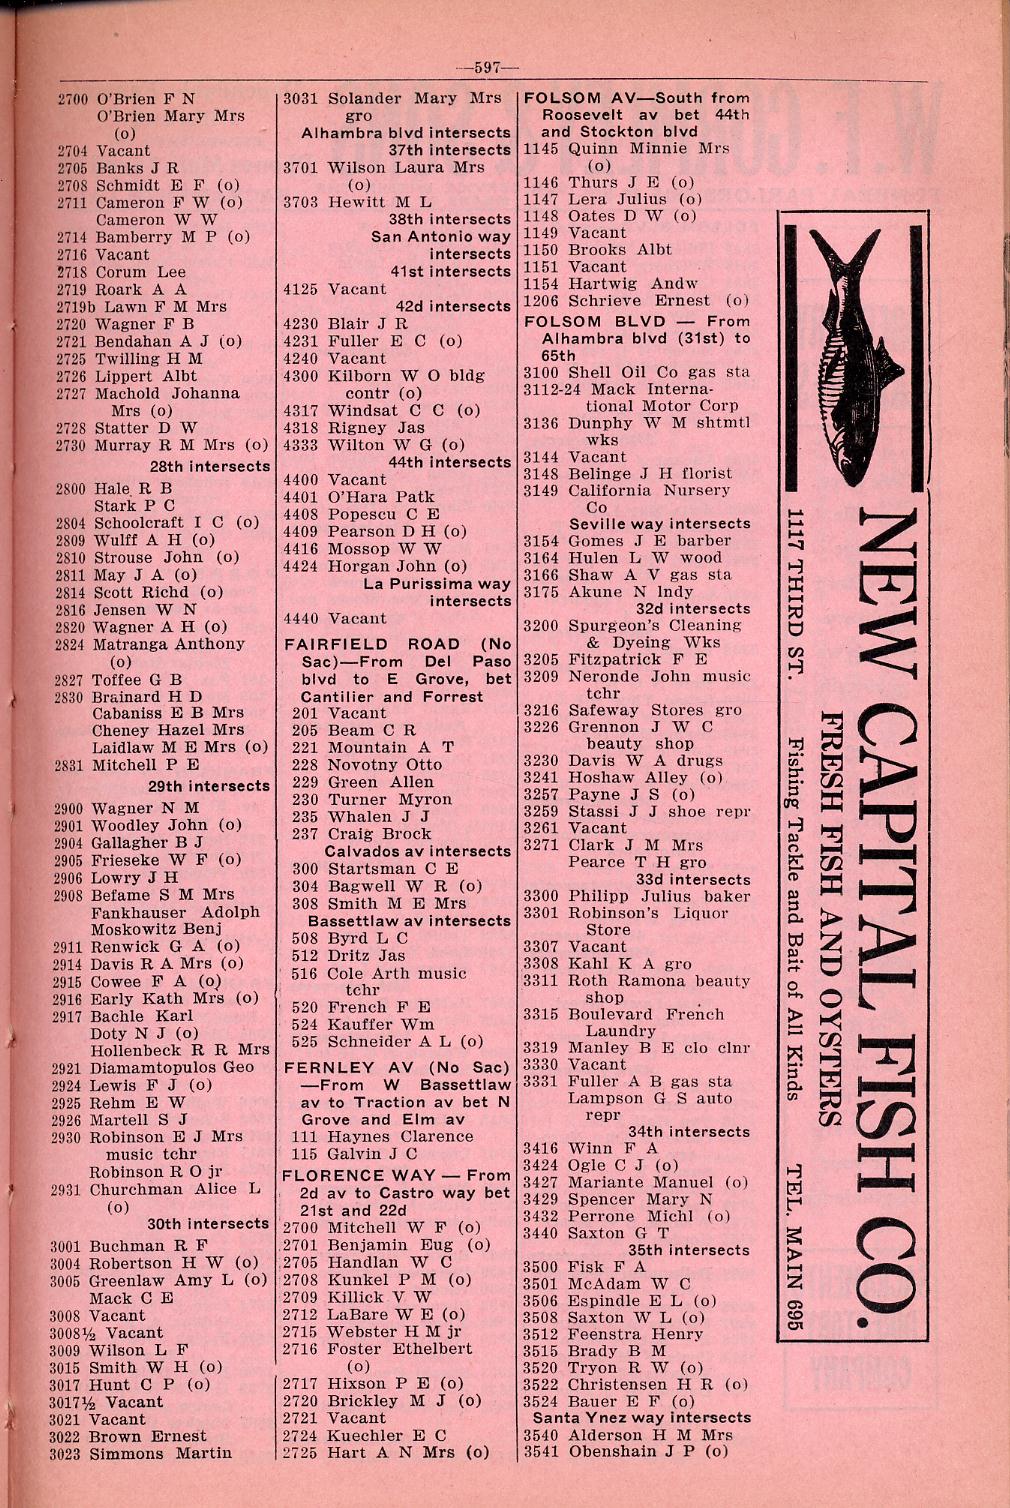 —597—
2700 O'Brien F N
O'Brien Mary Mrs
(o)
2704 Vacant
2705 Banks J R
2708 Schmidt E F (o)
2711 Cameron F W (o)
Cameron W W
2714 Bamberry M P (o)
2716 Vacant
2718 Corum Lee
2719 Roark A A
2719b Lawn F M Mrs
2720 Wagner F B
2721 Bendahan A J (o)
2725 Twilling H M
2726 Lippert Albt
2727 Machold Johanna
Mrs (o)
2728 Statter D W
2730 Murray R M Mrs (o)
28th intersects
2800 Hale R B
Stark P C
2804 Schoolcraft I C (o)
2809 Wulff A H (o)
2810 Strouse John (o)
2811 May J A (o)
2814 Scott Richd (o)
2816 Jensen W N
2820 Wagner A H (o)
2824 Matranga Anthony
(o)
2827 Toffee G B
2830 Brainard H D
Cabaniss E B Mrs
Cheney Hazel Mrs
Laidlaw M E Mrs (o)
2831 Mitchell P E
29th intersects
2900 Wagner N M
2901 Woodley John (o)
2904 Gallagher B J
2905 Frieseke W F (o)
2906 Lowry J H
2908 Befame S M Mrs
Fankhauser Adolph
Moskowitz Benj
2911 Renwick G A (o)
2914 Davis R A Mrs (o)
2915 Cowee F A (o)
2916 Early Kath Mrs (o)
2917 Bachle Karl
Doty N J (o)
Hollenbeck R R Mrs
2921 Diamamtopulos Geo
2924 Lewis F J (o)
2925 Rehm E W
2926 Martell S J
2930 Robinson E J Mrs
music tchr
Robinson R O jr
2931 Churchman Alice L
(o)
30th intersects
3001 Buchman R F
3004 Robertson H W (o)
3005 Greenlaw Amy L (o)
Mack C E
3008 Vacant
3008½ Vacant
3009 Wilson L F
3015 Smith W H (o)
3017 Hunt C P (o)
3017½ Vacant
3021 Vacant
3022 Brown Ernest
3023 Simmons Martin
3031 Solander Mary Mrs
gro
Alhambra blvd intersects
37th intersects
3701 Wilson Laura Mrs
(o)
3703 Hewitt M L
38th intersects
San Antonio way
intersects
41st intersects
4125 Vacant
42d intersects
4230 Blair J R
4231 Fuller E C (o)
4240 Vacant
4300 Kilborn W O bldg
contr (o)
4317 Windsat C C (o)
4318 Rigney Jas
4333 Wilton W G (o)
44th intersects
4400 Vacant
4401 O'Hara Patk
4408 Popescu C E
4409 Pearson D H (o)
4416 Mossop W W
4424 Horgan John (o)
La Purissima way
intersects
4440 Vacant
FAIRFIELD ROAD (No
Sac)—From Del Paso
blvd to E Grove, bet
Cantilier and Forrest
201 Vacant
205 Beam C R
221 Mountain A T
228 Novotny Otto
229 Green Allen
230 Turner Myron
235 Whalen J J
237 Craig Brock
Calvados av intersects
300 Startsman C E
304 Bagwell W R (o)
308 Smith M E Mrs
Bassettlaw av intersects
508 Byrd L C
512 Dritz Jas
516 Cole Arth music
tchr
520 French F E
524 Kauffer Wm
525 Schneider A L (o)
FERNLEY AV (No Sac)
—From W Bassettlaw
av to Traction av bet N
Grove and Elm av
111 Haynes Clarence
115 Galvin J C
FLORENCE WAY — From
2d av to Castro way bet
21st and 22d
2700 Mitchell W F (o)
2701 Benjamin Eug (o)
2705 Handlan W C
2708 Kunkel P M (o)
2709 Killick V W
2712 LaBare W E (o)
2715 Webster H M jr
2716 Foster Ethelbert
(o)
2717 Hixson P E (o)
2720 Brickley M J (o)
2721 Vacant
2724 Kuechler E C
2725 Hart A N Mrs (o)
FOLSOM AV—South from
Roosevelt av bet 44th
and Stockton blvd
1145 Quinn Minnie Mrs
(o)
1146 Thurs J E (o)
1147 Lera Julius (o)
1148 Oates D W (o)
1149 Vacant
1150 Brooks Albt
1151 Vacant
1154 Hartwig Andw
1206 Schrieve Ernest (o)
FOLSOM BLVD — From
Alhambra blvd (31st) to
65th
3100 Shell Oil Co gas sta
3112-24 Mack Interna-
tional Motor Corp
3136 Dunphy W M shtmtl
wks
3144 Vacant
3148 Belinge J H florist
3149 California Nursery
Co
Seville way intersects
3154 Gomes J E barber
3164 Hulen L W wood
3166 Shaw A V gas sta
3175 Akune N lndy
32d intersects
3200 Spurgeon's Cleaning
& Dyeing Wks
3205 Fitzpatrick F E
3209 Neronde John music
tchr
3216 Safeway Stores gro
3226 Grennon J W C
beauty shop
3230 Davis W A drugs
3241 Hoshaw Alley (o)
3257 Payne J S (o)
3259 Stassi J J shoe repr
3261 Vacant
3271 Clark J M Mrs
Pearce T H gro
33d intersects
3300 Philipp Julius baker
3301 Robinson's Liquor
Store
3307 Vacant
3308 Kahl K A gro
3311 Roth Ramona beauty
shop
3315 Boulevard French
Laundry
3319 Manley B E clo clnr
3330 Vacant
3331 Fuller A B gas sta
Lampson G S auto
repr
34th intersects
3416 Winn F A
3424 Ogle C J (o)
3427 Mariante Manuel (o)
3429 Spencer Mary N
3432 Perrone Michl (o)
3440 Saxton G T
35th intersects
3500 Fisk F A
3501 McAdam W C
3506 Espindle E L (o)
3508 Saxton W L (o)
3512 Feenstra Henry
3515 Brady B M
3520 Tryon R W (o)
3522 Christensen H R (o)
3524 Bauer E F (o)
Santa Ynez way intersects
3540 Alderson H M Mrs
3541 Obenshain J P (o)
NEW CAPITAL FISH CO.
FRESH FISH AND OYSTERS
Fishing Tackle and Bait of All Kinds
1117 THIRD ST.
TEL. MAIN 695